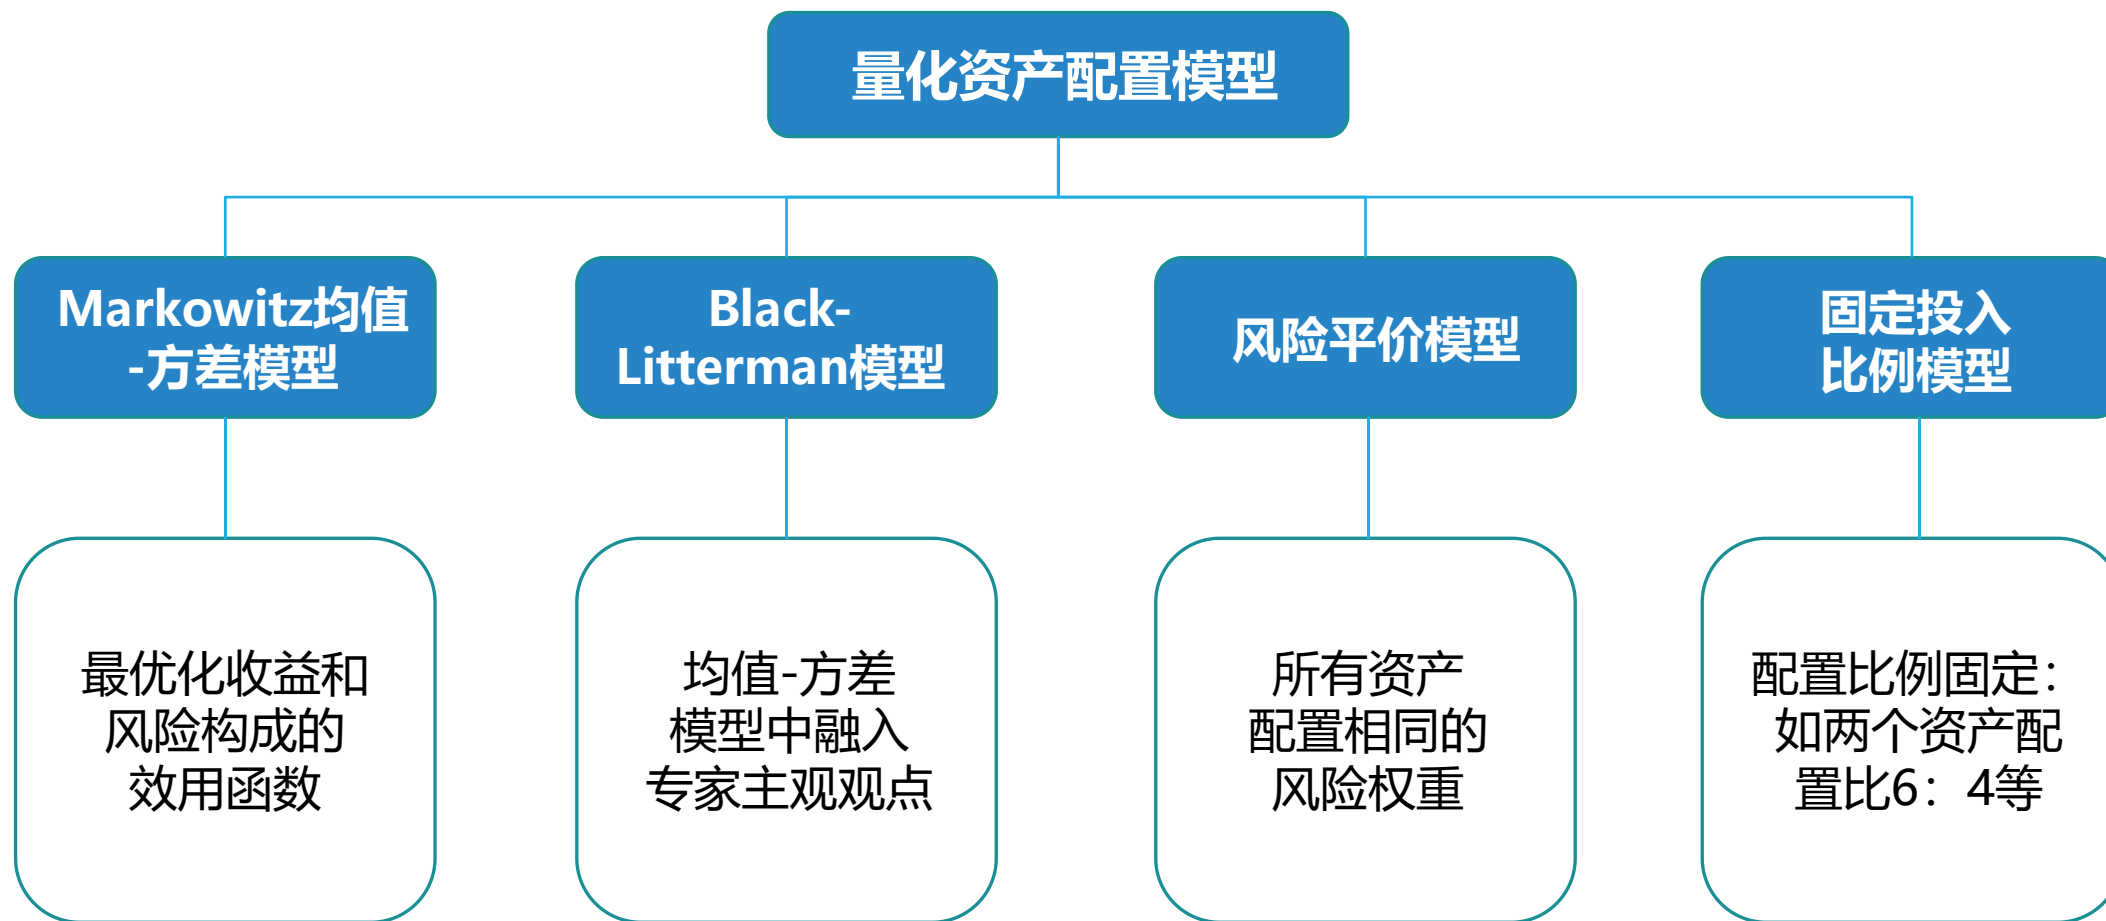 量化资产配置模型
Markowitz均值
-方差模型
Black-
Litterman模型
风险平价模型
固定投入
比例模型
最优化收益和
风险构成的
效用函数
均值-方差
模型中融入
专家主观观点
所有资产
配置相同的
风险权重
配置比例固定：
如两个资产配
置比6：4等